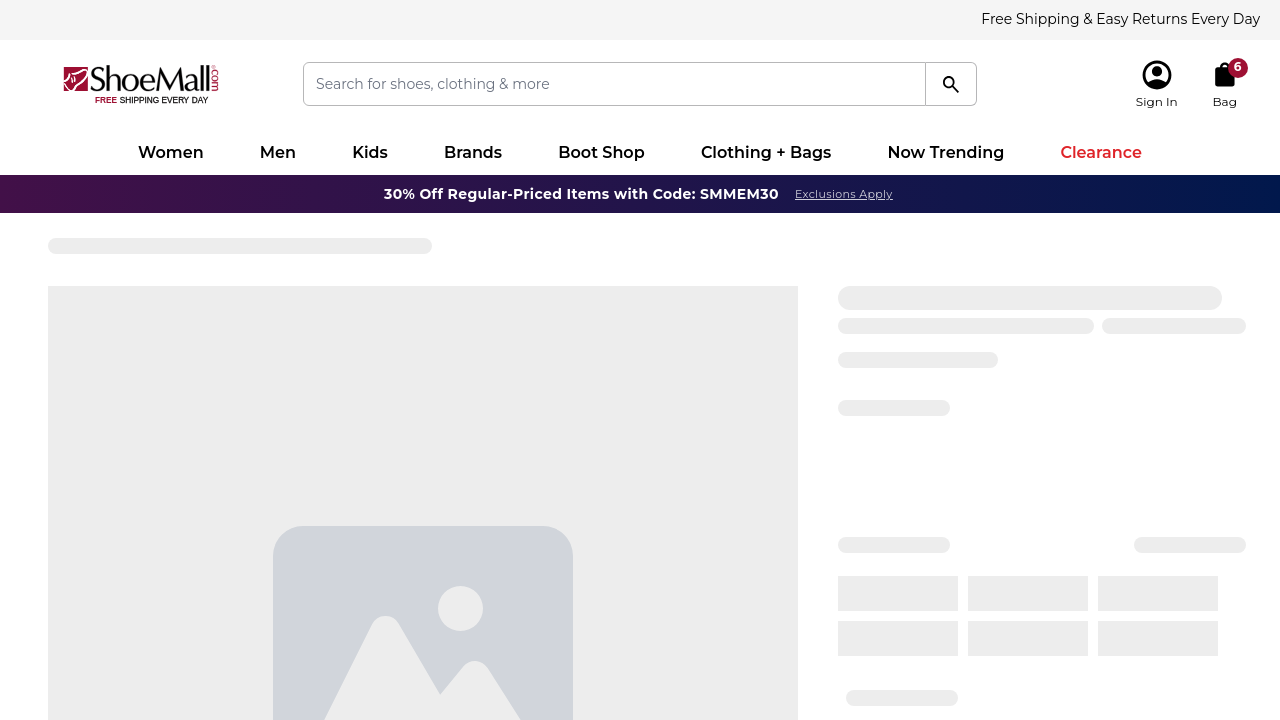 Free Shipping & Easy Returns Every Day
ShoeMall®.com
FREE SHIPPING EVERY DAY
Search for shoes, clothing & more
Sign In
6
Bag
Women Men Kids Brands Boot Shop Clothing + Bags Now Trending Clearance
30% Off Regular-Priced Items with Code: SMMEM30 Exclusions Apply